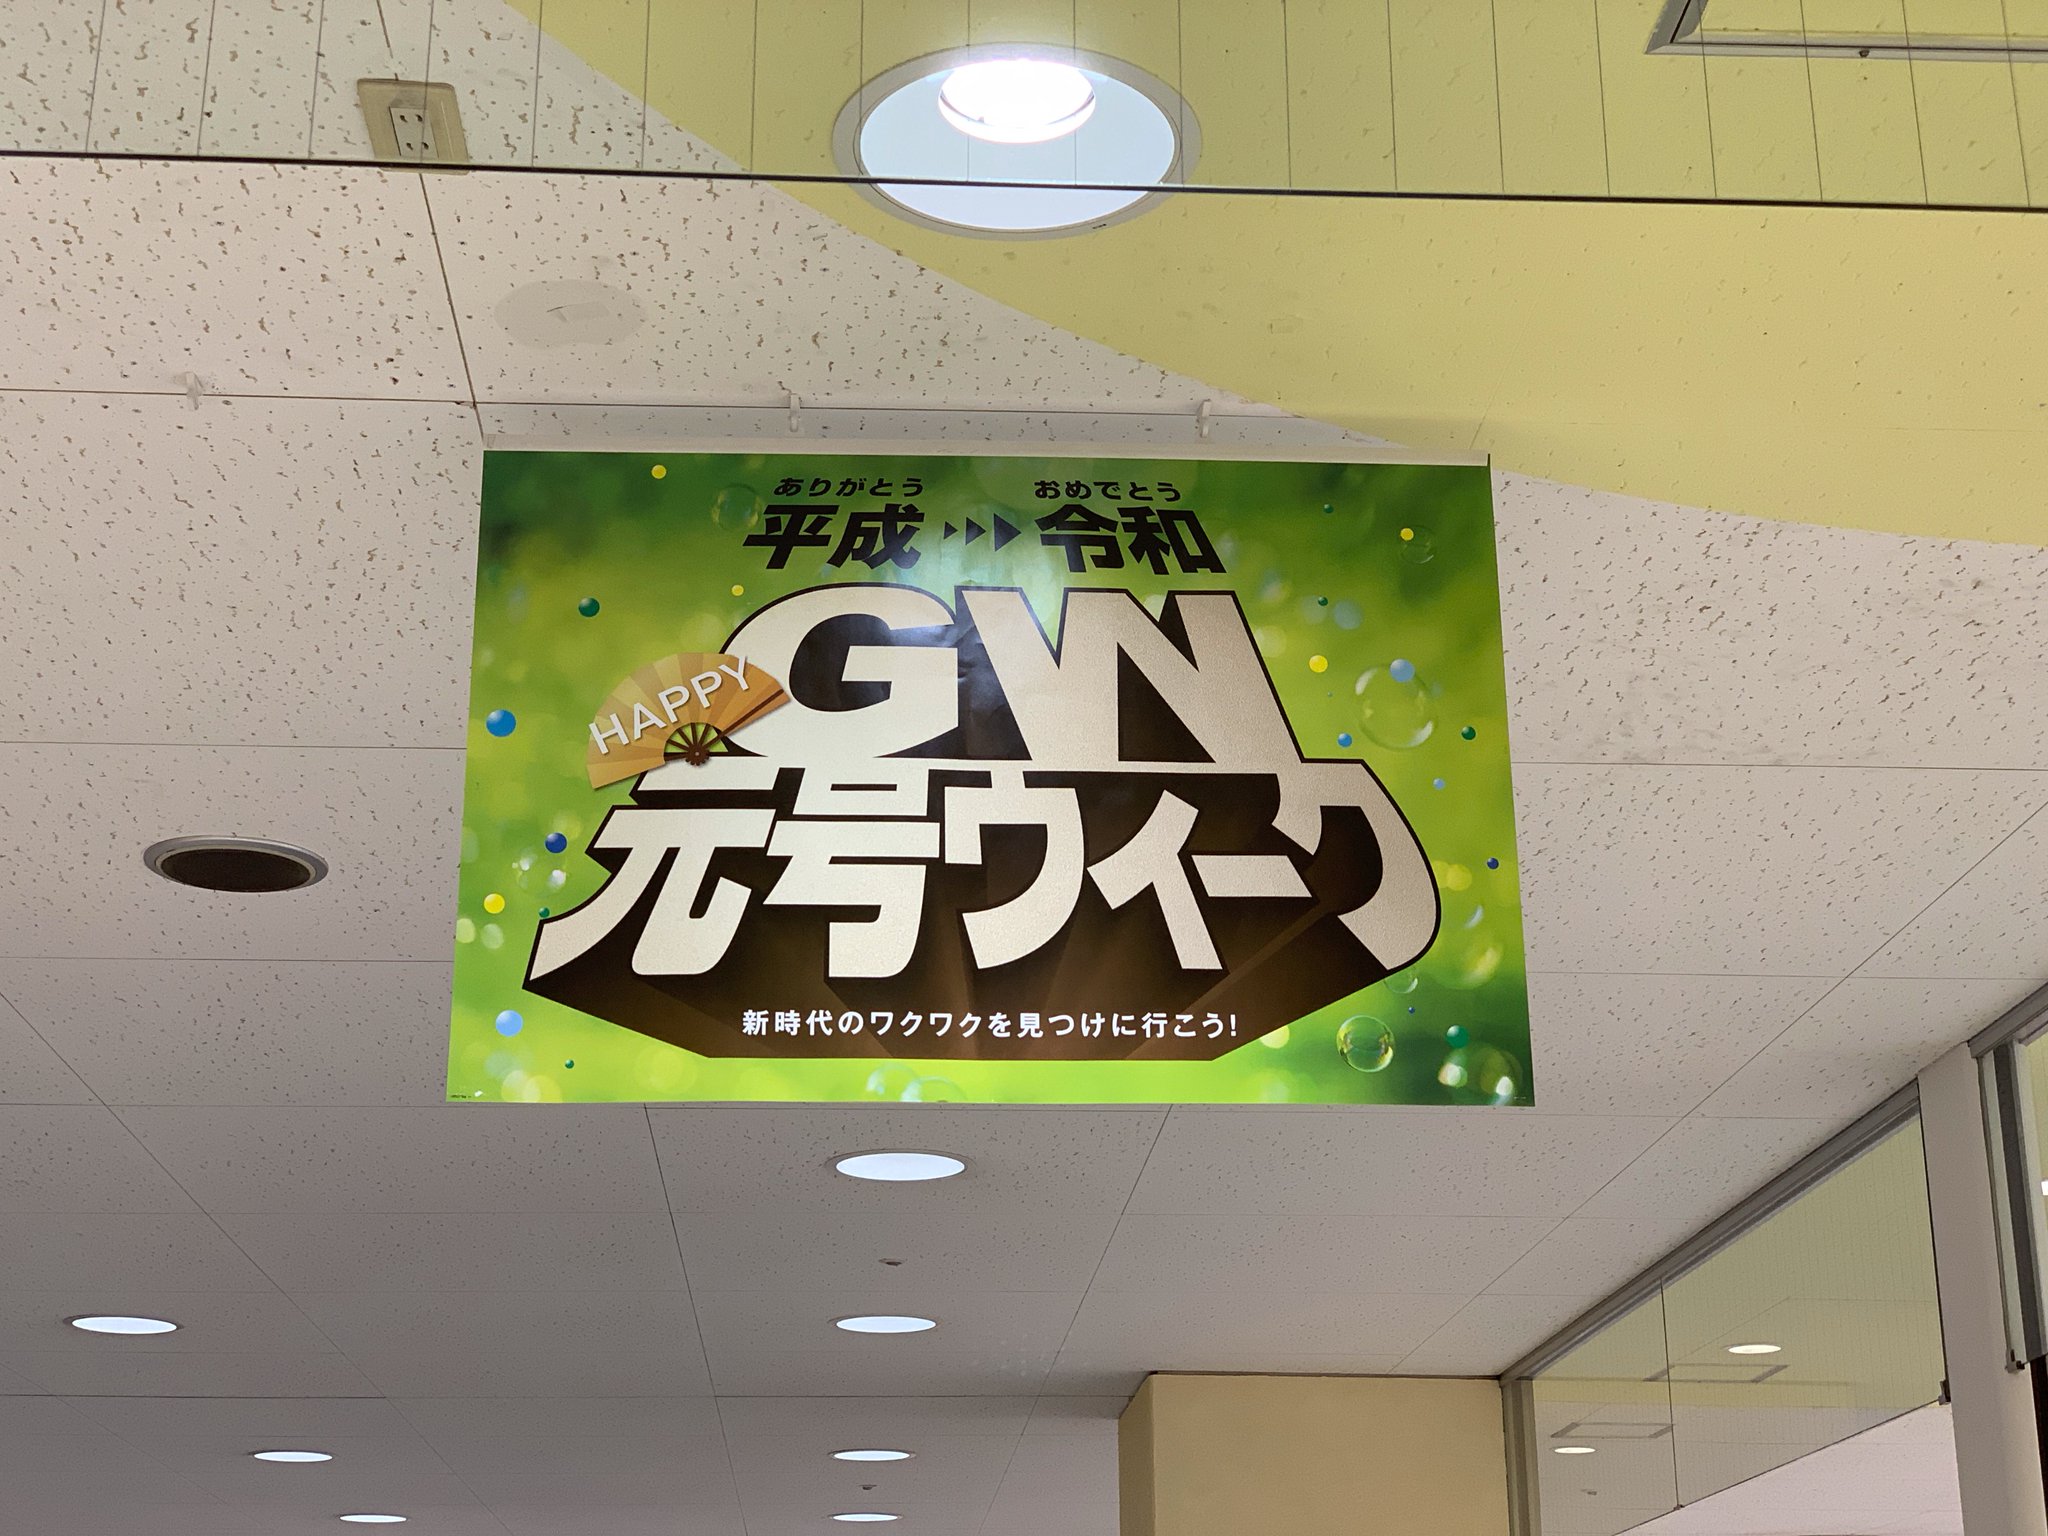 ありがとう おめでとう
平成 令和
GW
HAPPY
元号ウィーク
新時代のワクワクを見つけに行こう!